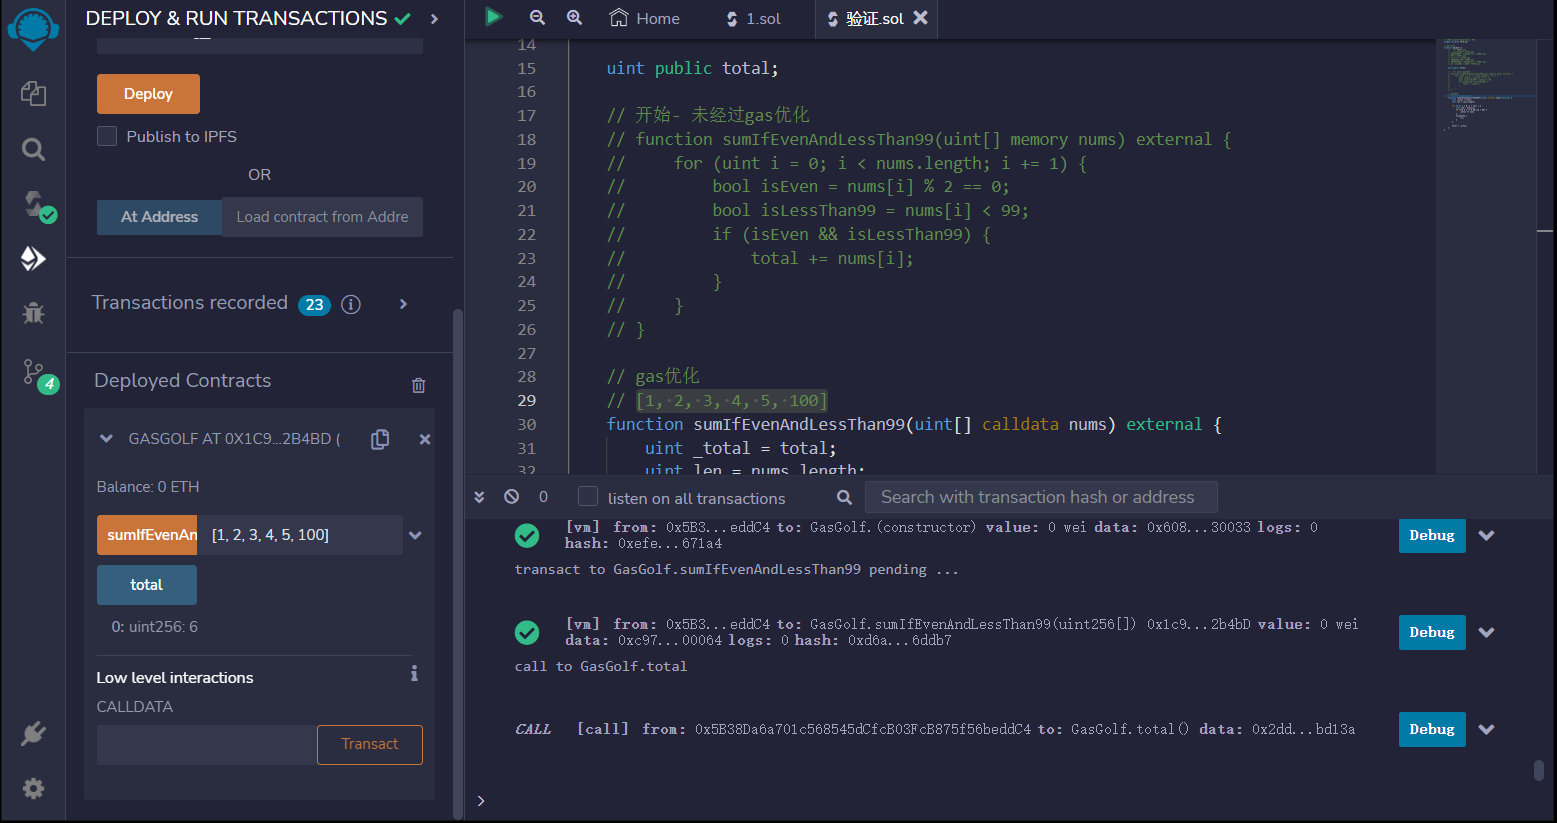 DEPLOY & RUN TRANSACTIONS
Deploy
Publish to IPFS
OR
At Address
Load contract from Addre
Transactions recorded 23
Deployed Contracts
GASGOLF AT 0X1C9...2B4BD (
Balance: 0 ETH
sumIfEvenAn
[1, 2, 3, 4, 5, 100]
total
0: uint256: 6
Low level interactions
CALLDATA
Transact
4
Home
1.sol
验证.sol
14
15 uint public total;
16
17 // 开始- 未经过gas优化
18 // function sumIfEvenAndLessThan99(uint[] memory nums) external {
19 // for (uint i = 0; i < nums.length; i += 1) {
20 // bool isEven = nums[i] % 2 == 0;
21 // bool isLessThan99 = nums[i] < 99;
22 // if (isEven && isLessThan99) {
23 // total += nums[i];
24 // }
25 // }
26 // }
27
28 // gas优化
29 // [1, 2, 3, 4, 5, 100]
30 function sumIfEvenAndLessThan99(uint[] calldata nums) external {
31 uint _total = total;
32 uint len = nums.length;
0
listen on all transactions
Search with transaction hash or address
[vm] from: 0x5B3...eddC4 to: GasGolf.(constructor) value: 0 wei data: 0x608...30033 logs: 0
hash: 0xefe...671a4
Debug
transact to GasGolf.sumIfEvenAndLessThan99 pending ...
[vm] from: 0x5B3...eddC4 to: GasGolf.sumIfEvenAndLessThan99(uint256[]) 0x1c9...2b4bD value: 0 wei
data: 0xc97...00064 logs: 0 hash: 0xd6a...6ddb7
Debug
call to GasGolf.total
CALL [call] from: 0x5B38Da6a701c568545dCfcB03FcB875f56beddC4 to: GasGolf.total() data: 0x2dd...bd13a
Debug
>